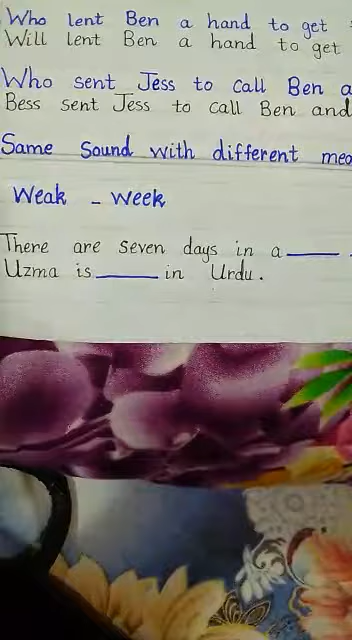 Who lent Ben a hand to get
Will lent Ben a hand to get
Who sent Jess to call Ben a
Bess sent Jess to call Ben and
Same Sound with different mea
Weak - Week
There are seven days in a ____.
Uzma is ____ in Urdu.